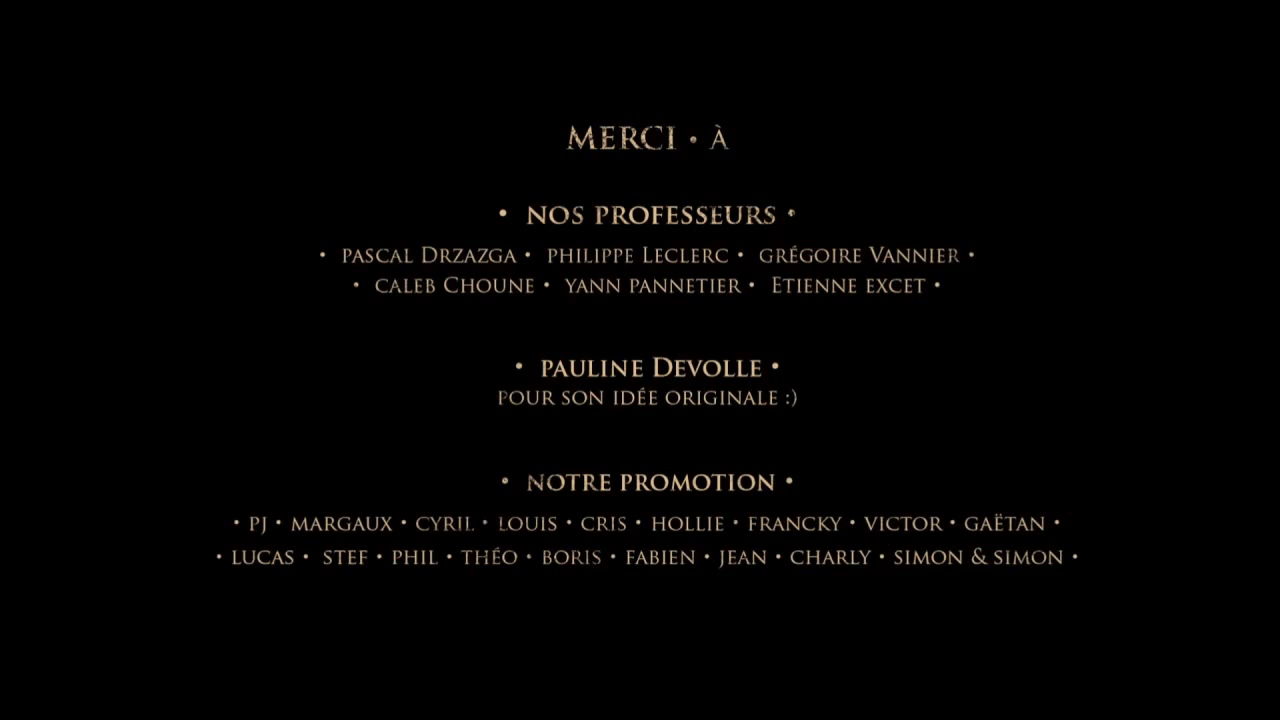 MERCI • À
• NOS PROFESSEURS •
• PASCAL DRZAZGA • PHILIPPE LECLERC • GRÉGOIRE VANNIER •
• CALEB CHOUNE • YANN PANNETIER • ETIENNE EXCET •
• PAULINE DEVOLLE •
POUR SON IDÉE ORIGINALE :)
• NOTRE PROMOTION •
• PJ • MARGAUX • CYRIL • LOUIS • CRIS • HOLLIE • FRANCKY • VICTOR • GAËTAN •
• LUCAS • STEF • PHIL • THÉO • BORIS • FABIEN • JEAN • CHARLY • SIMON & SIMON •